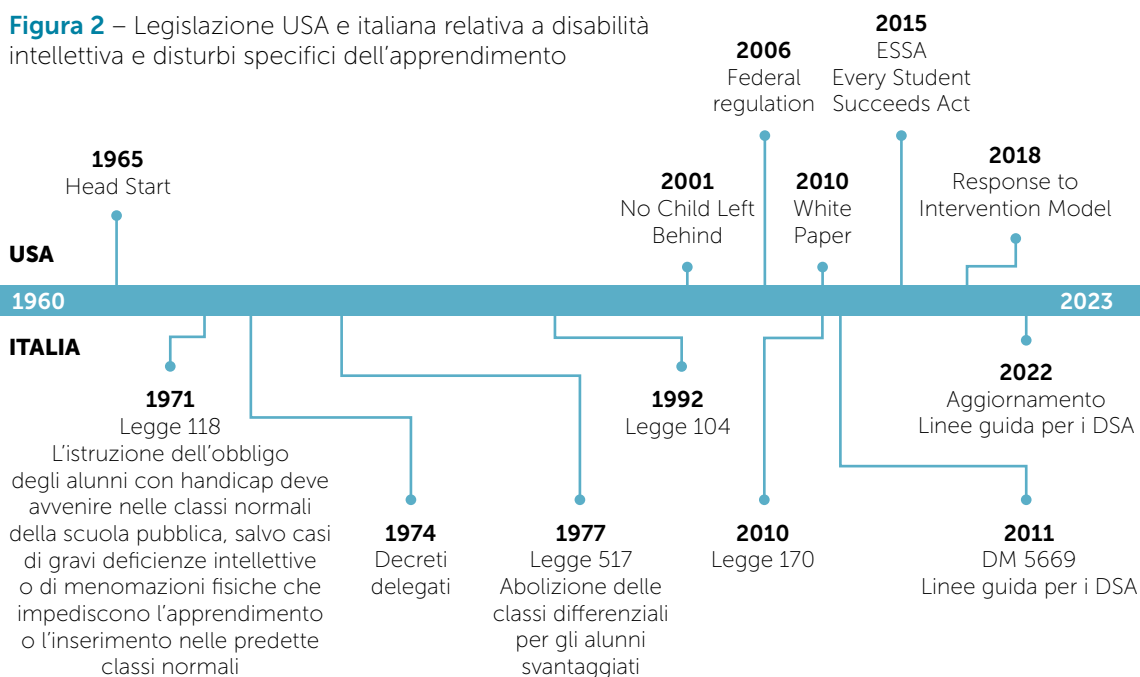 Figura 2 – Legislazione USA e italiana relativa a disabilità
intellettiva e disturbi specifici dell'apprendimento
1965
Head Start
2001
No Child Left
Behind
2006
Federal
regulation
2010
White
Paper
2015
ESSA
Every Student
Succeeds Act
2018
Response to
Intervention Model
USA
1960
2023
ITALIA
1971
Legge 118
L'istruzione dell'obbligo
degli alunni con handicap deve
avvenire nelle classi normali
della scuola pubblica, salvo casi
di gravi deficienze intellettive
o di menomazioni fisiche che
impediscono l'apprendimento
o l'inserimento nelle predette
classi normali
1974
Decreti
delegati
1977
Legge 517
Abolizione delle
classi differenziali
per gli alunni
svantaggiati
1992
Legge 104
2010
Legge 170
2011
DM 5669
Linee guida per i DSA
2022
Aggiornamento
Linee guida per i DSA